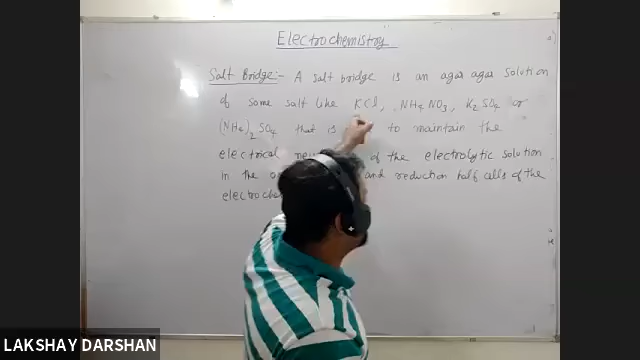 Electrochemistry
Salt Bridge:- A salt bridge is an agar agar solution
of some salt like KCl, NH4NO3, K2SO4 or
(NH4)2SO4 that is to maintain the
electrical of the electrolytic solution
in the and reduction half cells of the
LAKSHAY DARSHAN